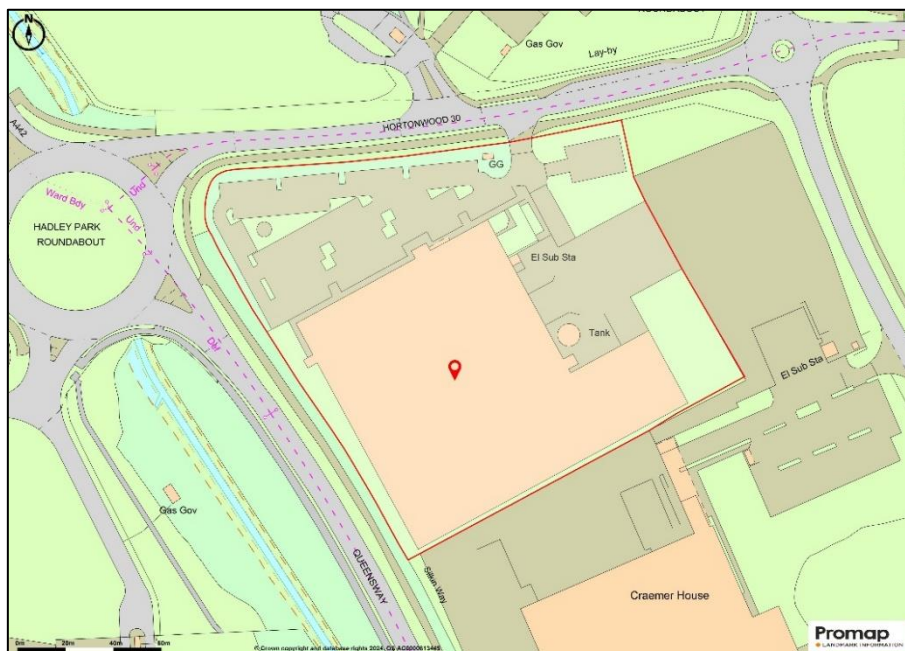 N
ROUNDABOUT
Gas Gov
Lay-by
HORTONWOOD 30
A442
Und
GG
Ward Bdy
Und
HADLEY PARK
ROUNDABOUT
El Sub Sta
Tank
Def
El Sub Sta
Gas Gov
QUEENSWAY
Silkin Way
Craemer House
0m 20m 40m 60m
© Crown copyright and database rights 2024. OS AC0000813445
Promap
LANDMARK INFORMATION